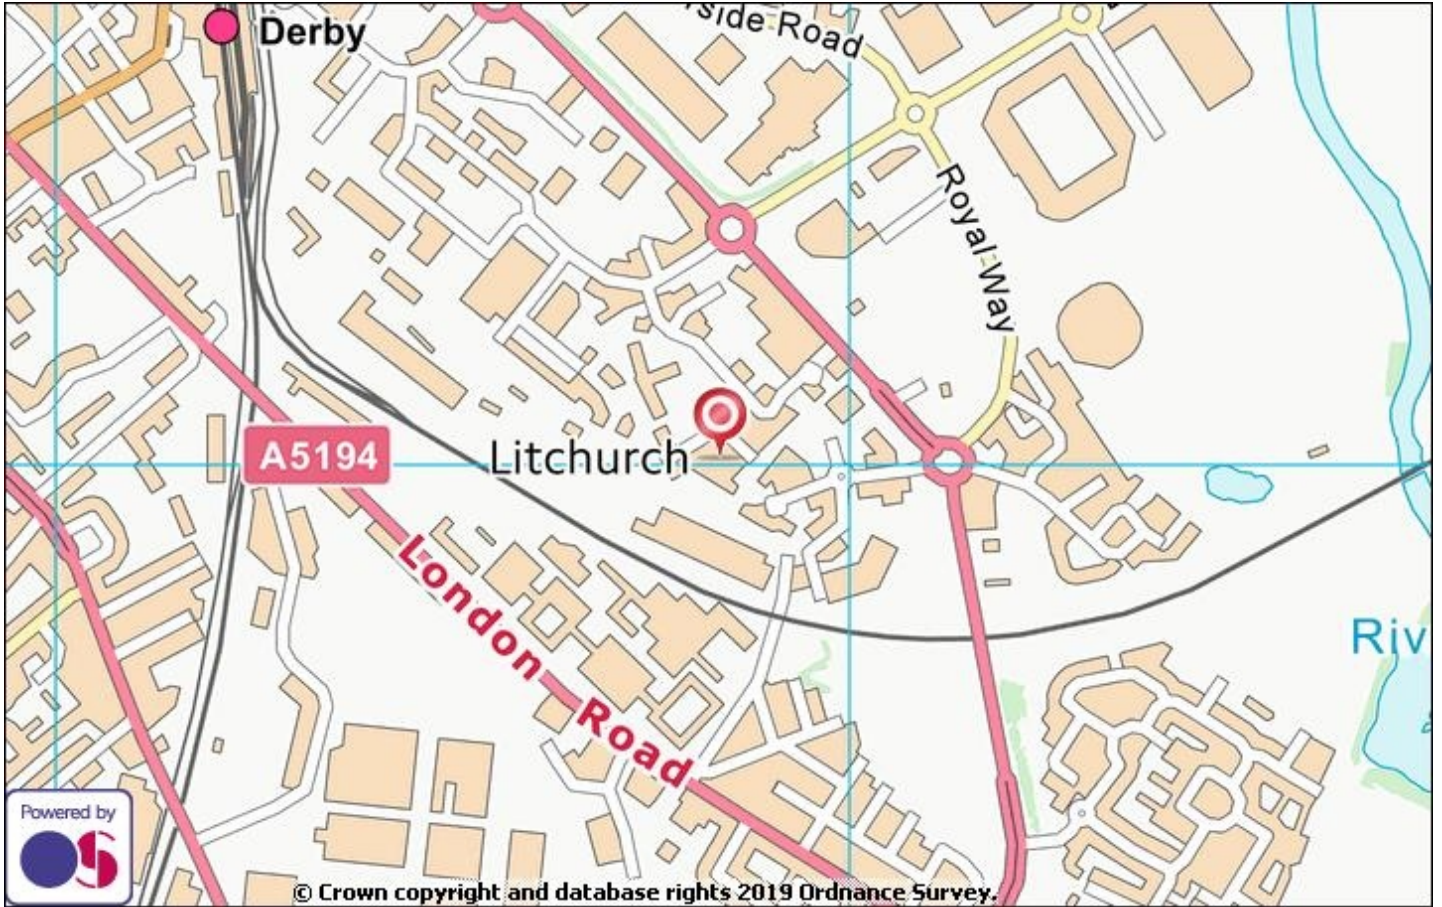 Derby
side Road
Royal Way
Litchurch
A5194
London Road
Riv
Powered by
OS
© Crown copyright and database rights 2019 Ordnance Survey.